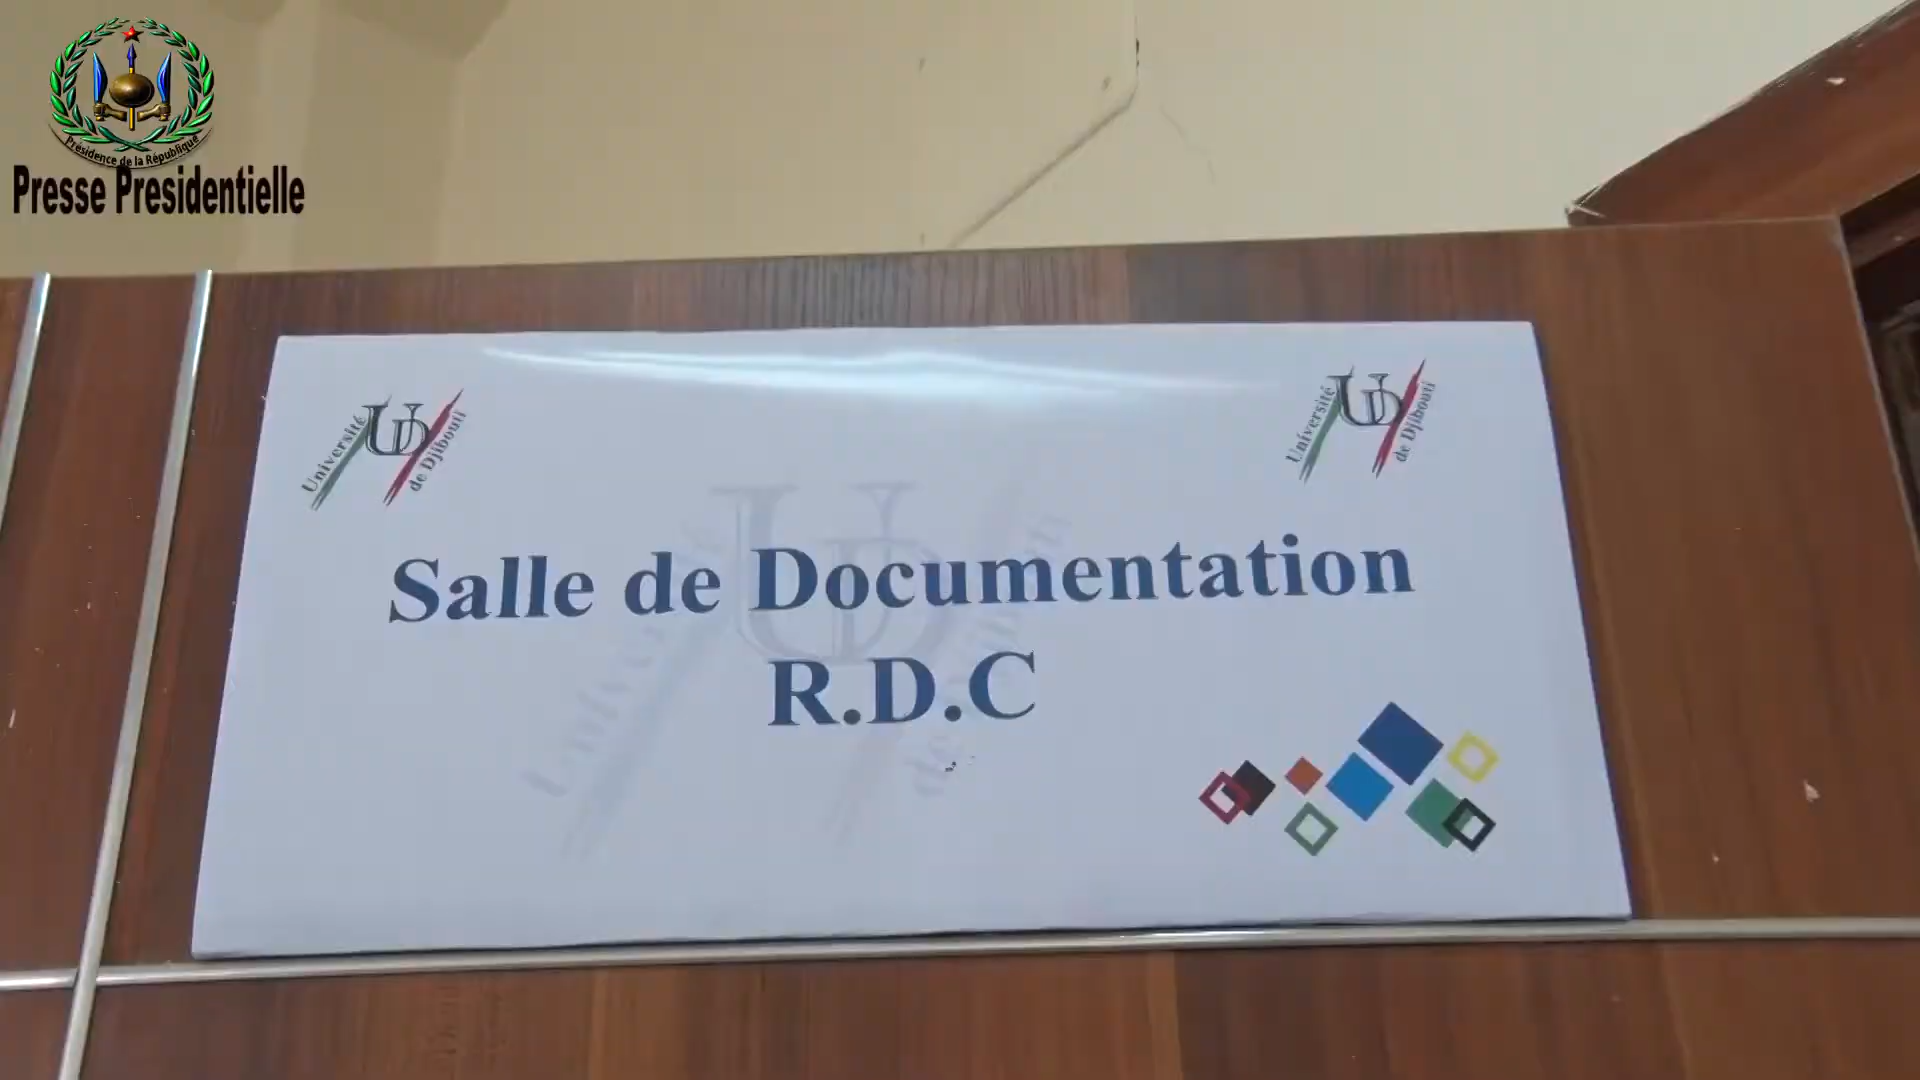 Présidence de la République
Presse Presidentielle
Université UD de Djibouti
Université UD de Djibouti
Salle de Documentation
R.D.C